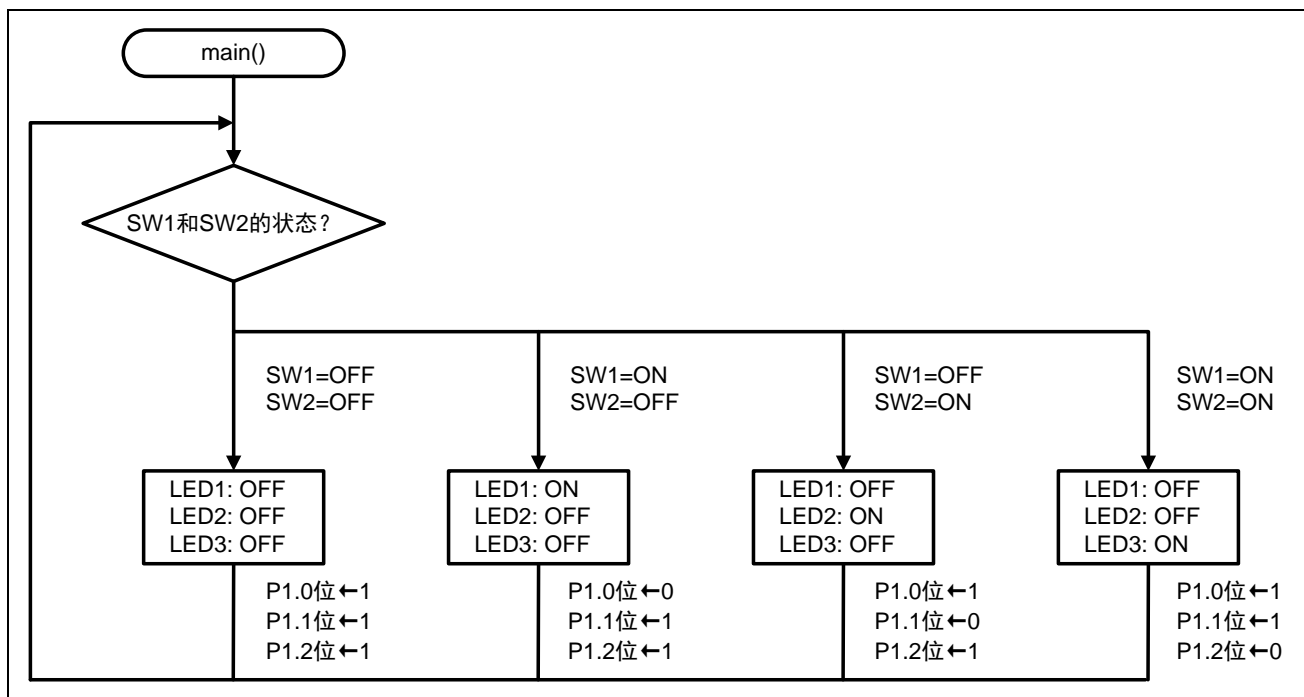 main()
SW1和SW2的状态？
SW1=OFF
SW2=OFF
SW1=ON
SW2=OFF
SW1=OFF
SW2=ON
SW1=ON
SW2=ON
LED1: OFF
LED2: OFF
LED3: OFF
LED1: ON
LED2: OFF
LED3: OFF
LED1: OFF
LED2: ON
LED3: OFF
LED1: OFF
LED2: OFF
LED3: ON
P1.0位←1
P1.1位←1
P1.2位←1
P1.0位←0
P1.1位←1
P1.2位←1
P1.0位←1
P1.1位←0
P1.2位←1
P1.0位←1
P1.1位←1
P1.2位←0